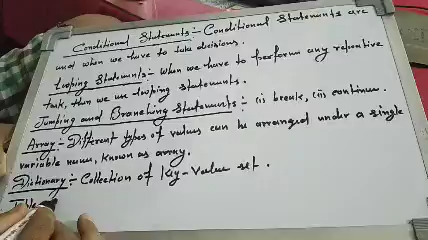 Conditional Statements :- Conditional Statements are
used when we have to take decisions.
Looping Statements :- When we have to perform any repeative
task, then we use looping statements.
Jumping and Branching Statements :- (i) break, (ii) continue.
Array :- Different types of values can be arranged under a single
variable name, known as array.
Dictionary :- Collection of Key-Value set.